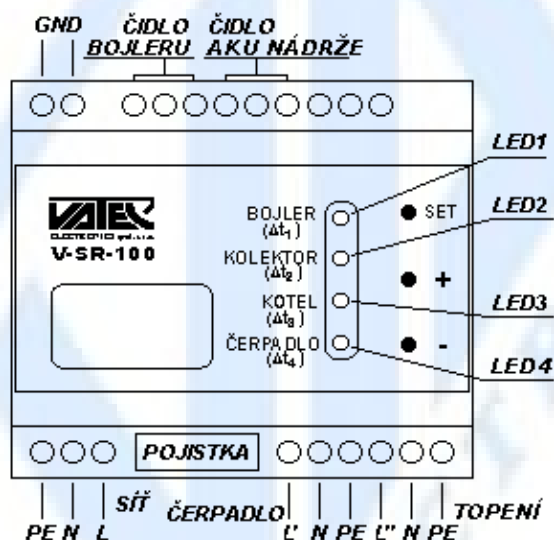 GND ČIDLO BOJLERU ČIDLO AKU NÁDRŽE
LED1
LED2
LED3
LED4
VATEK
V-SR-100
BOJLER
(Δt₁)
KOLEKTOR
(Δt₂)
KOTEL
(Δt₃)
ČERPADLO
(Δt₄)
SET
+
-
POJISTKA
SÍŤ ČERPADLO TOPENÍ
PE N L L' N PE L'' N PE